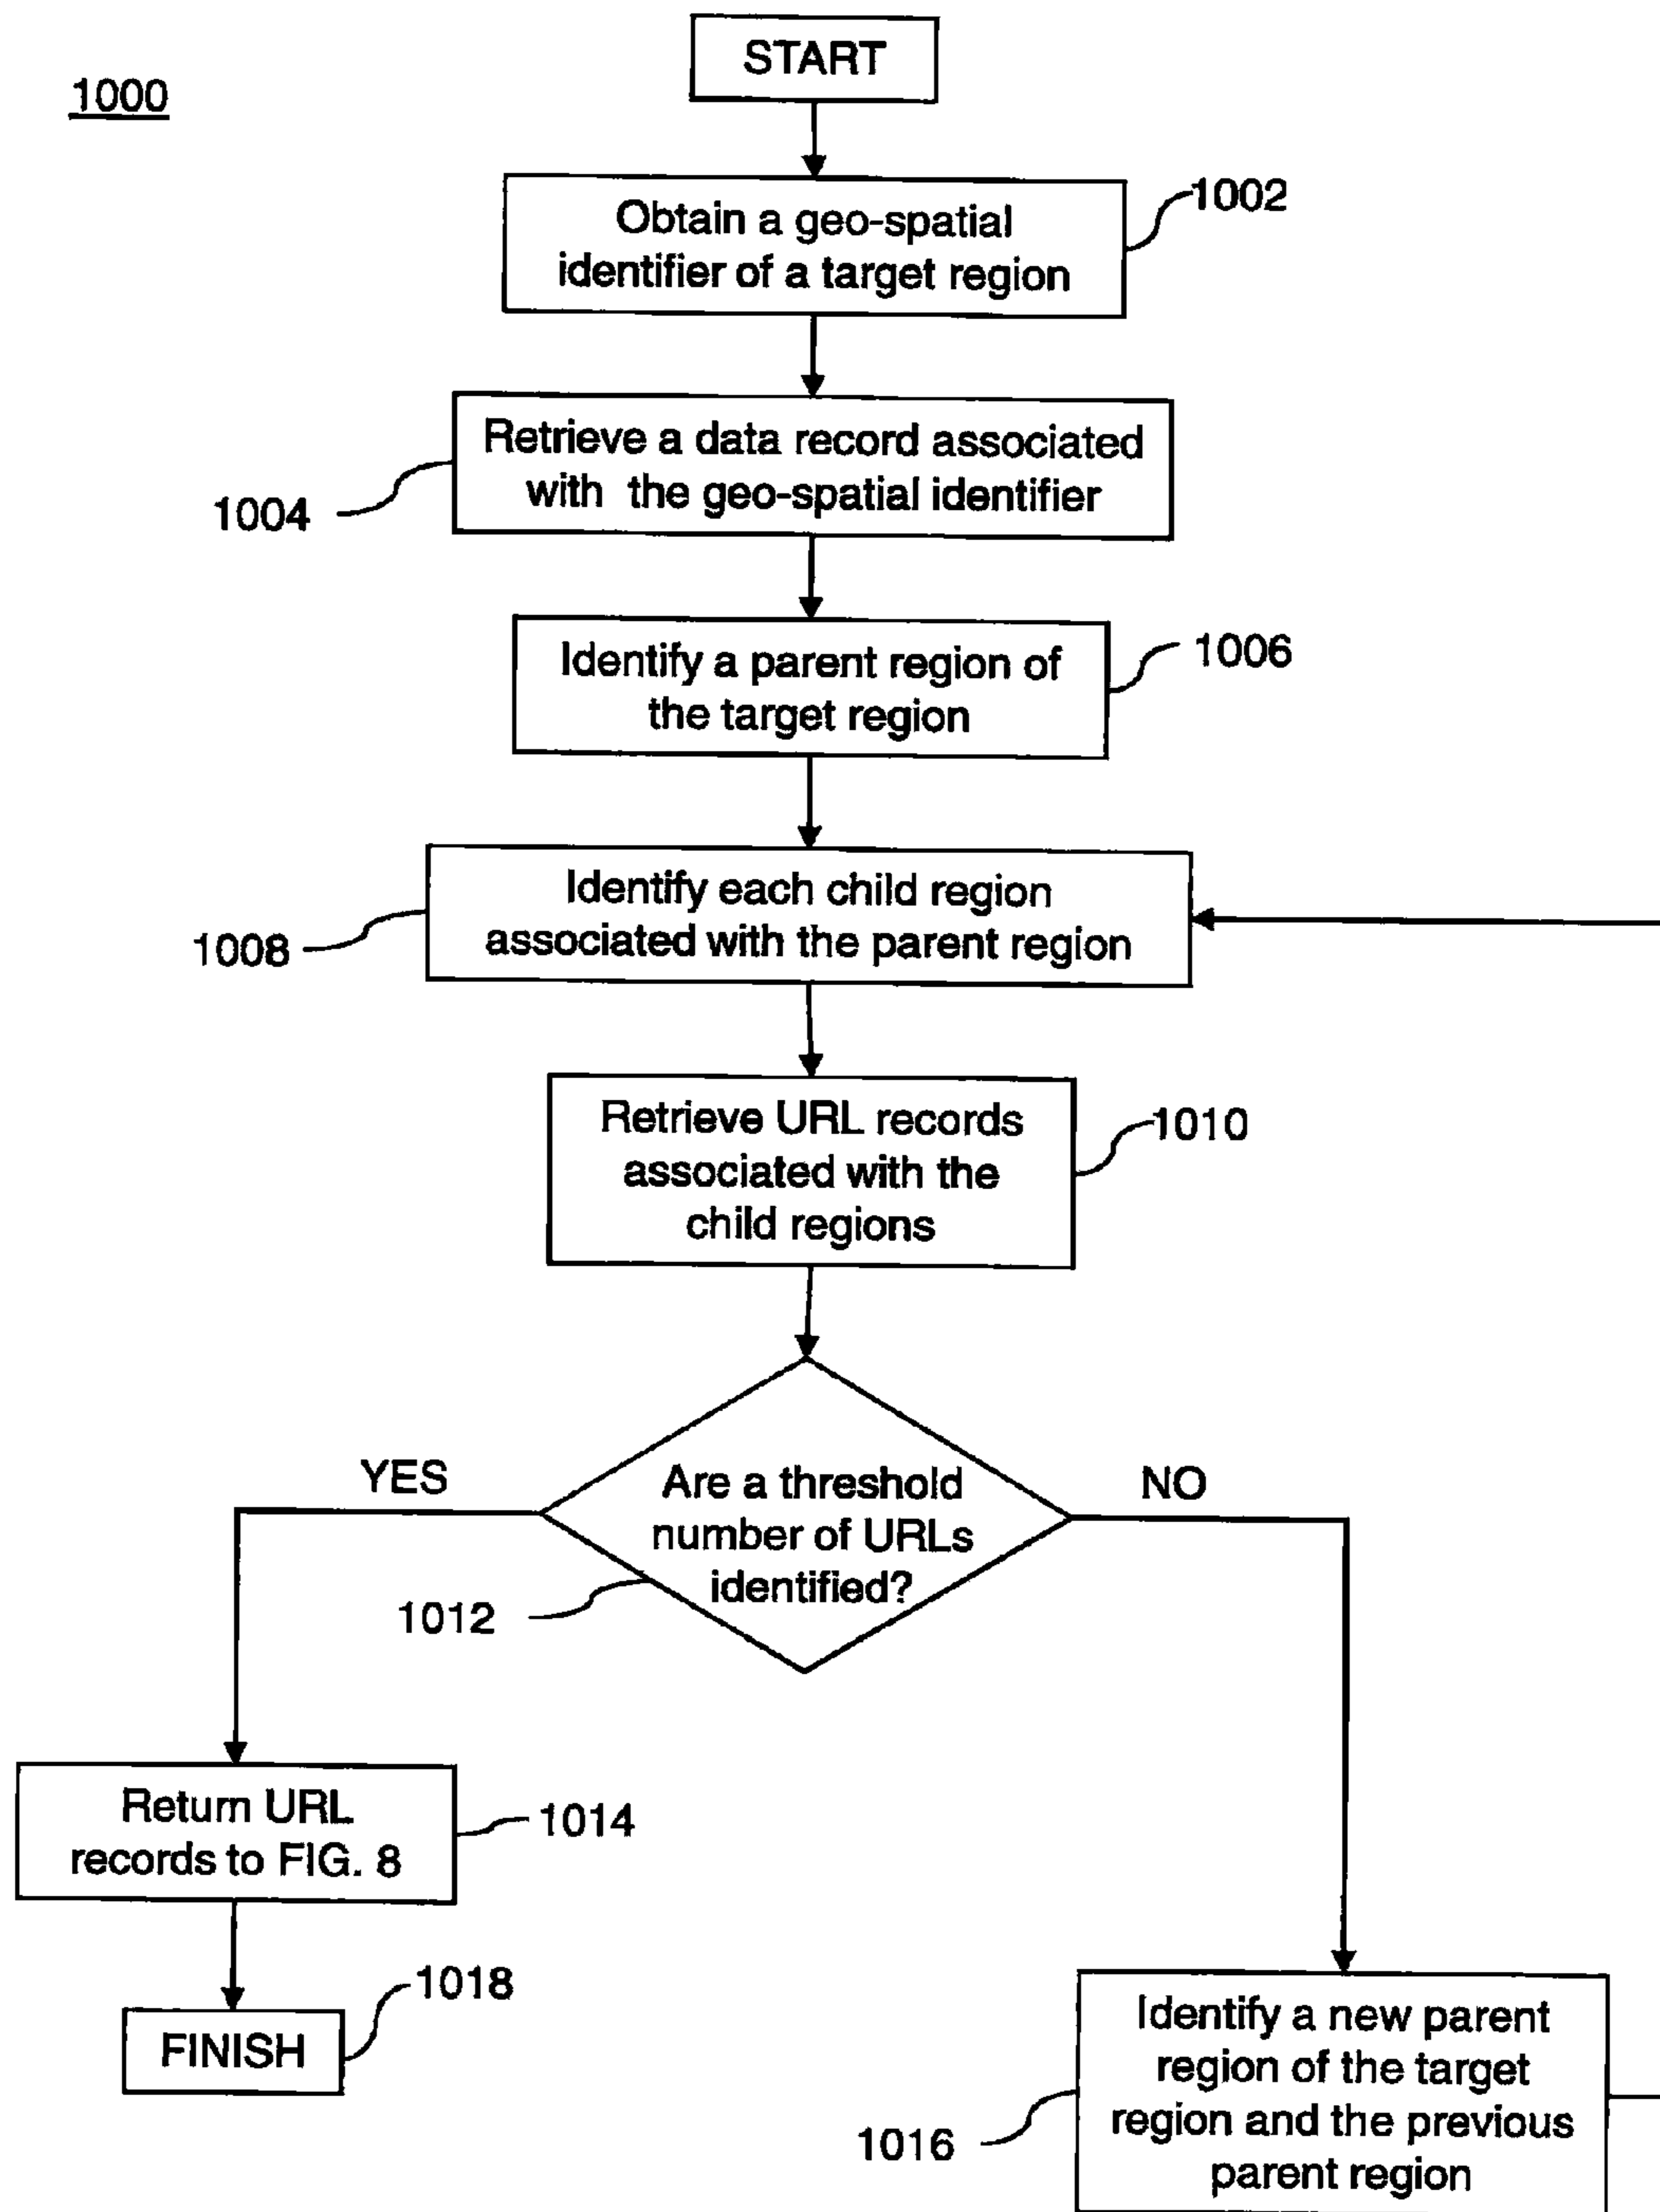 1000
START
Obtain a geo-spatial
identifier of a target region
1002
Retrieve a data record associated
with the geo-spatial identifier
1004
Identify a parent region of
the target region
1006
Identify each child region
associated with the parent region
1008
Retrieve URL records
associated with the
child regions
1010
YES
Are a threshold
number of URLs
identified?
NO
1012
Return URL
records to FIG. 8
1014
FINISH
1018
Identify a new parent
region of the target
region and the previous
parent region
1016